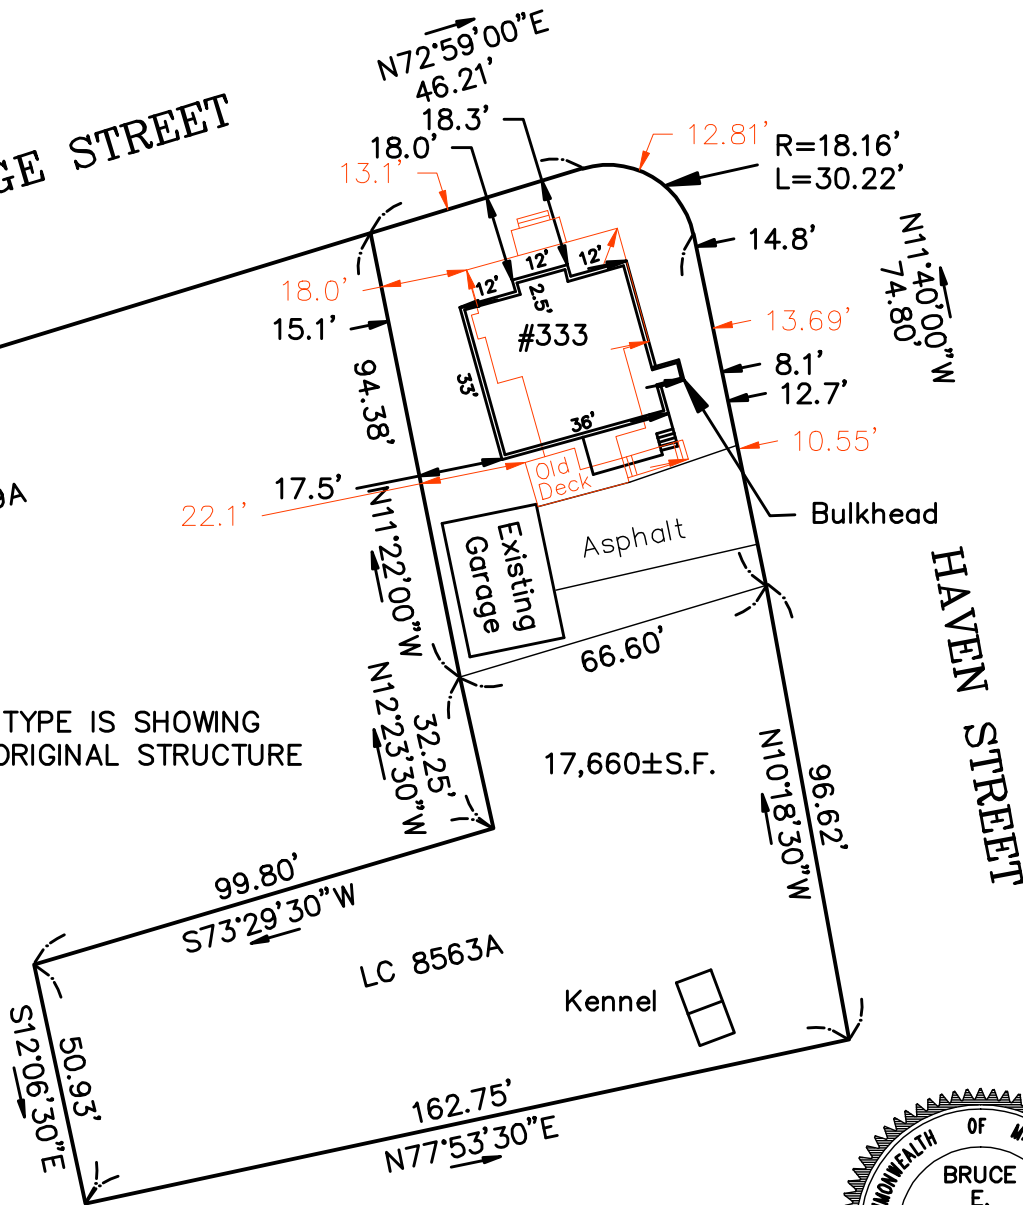 N72°59'00"E
46.21'
18.3'
18.0'
13.1'
12.81'
R=18.16'
L=30.22'
14.8'
STREET
N11°40'00"W
74.80'
18.0'
15.1'
12'
12'
12'
2.5'
#333
13.69'
8.1'
12.7'
94.38'
33'
36'
10.55'
17.5'
22.1'
Old
Deck
Bulkhead
9A
N11°22'00"W
Existing
Garage
Asphalt
66.60'
HAVEN STREET
TYPE IS SHOWING
ORIGINAL STRUCTURE
N12°23'30"W
32.25'
17,660±S.F.
N10°18'30"W
96.62'
99.80'
S73°29'30"W
LC 8563A
Kennel
S12°06'30"E
50.93'
162.75'
N77°53'30"E
OF
BRUCE
E.